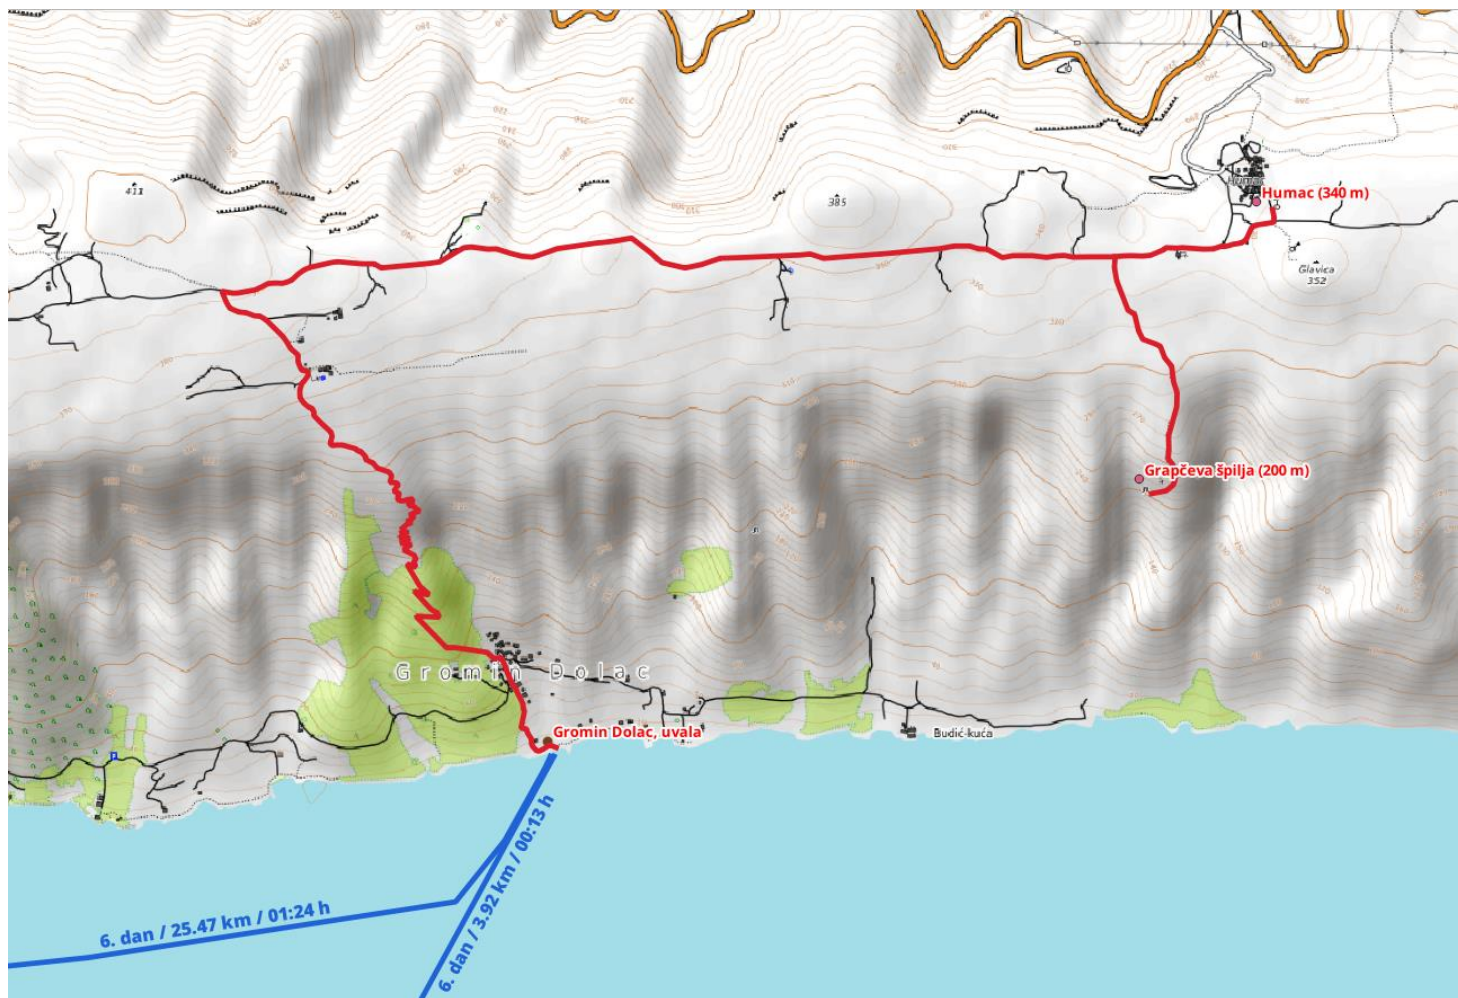 411
385
Humac
Humac (340 m)
Glavica
352
Grapčeva špilja (200 m)
Gromin Dolac
Gromin Dolac, uvala
Budić-kuća
6. dan / 25.47 km / 01:24 h
6. dan / 3.92 km / 00:13 h